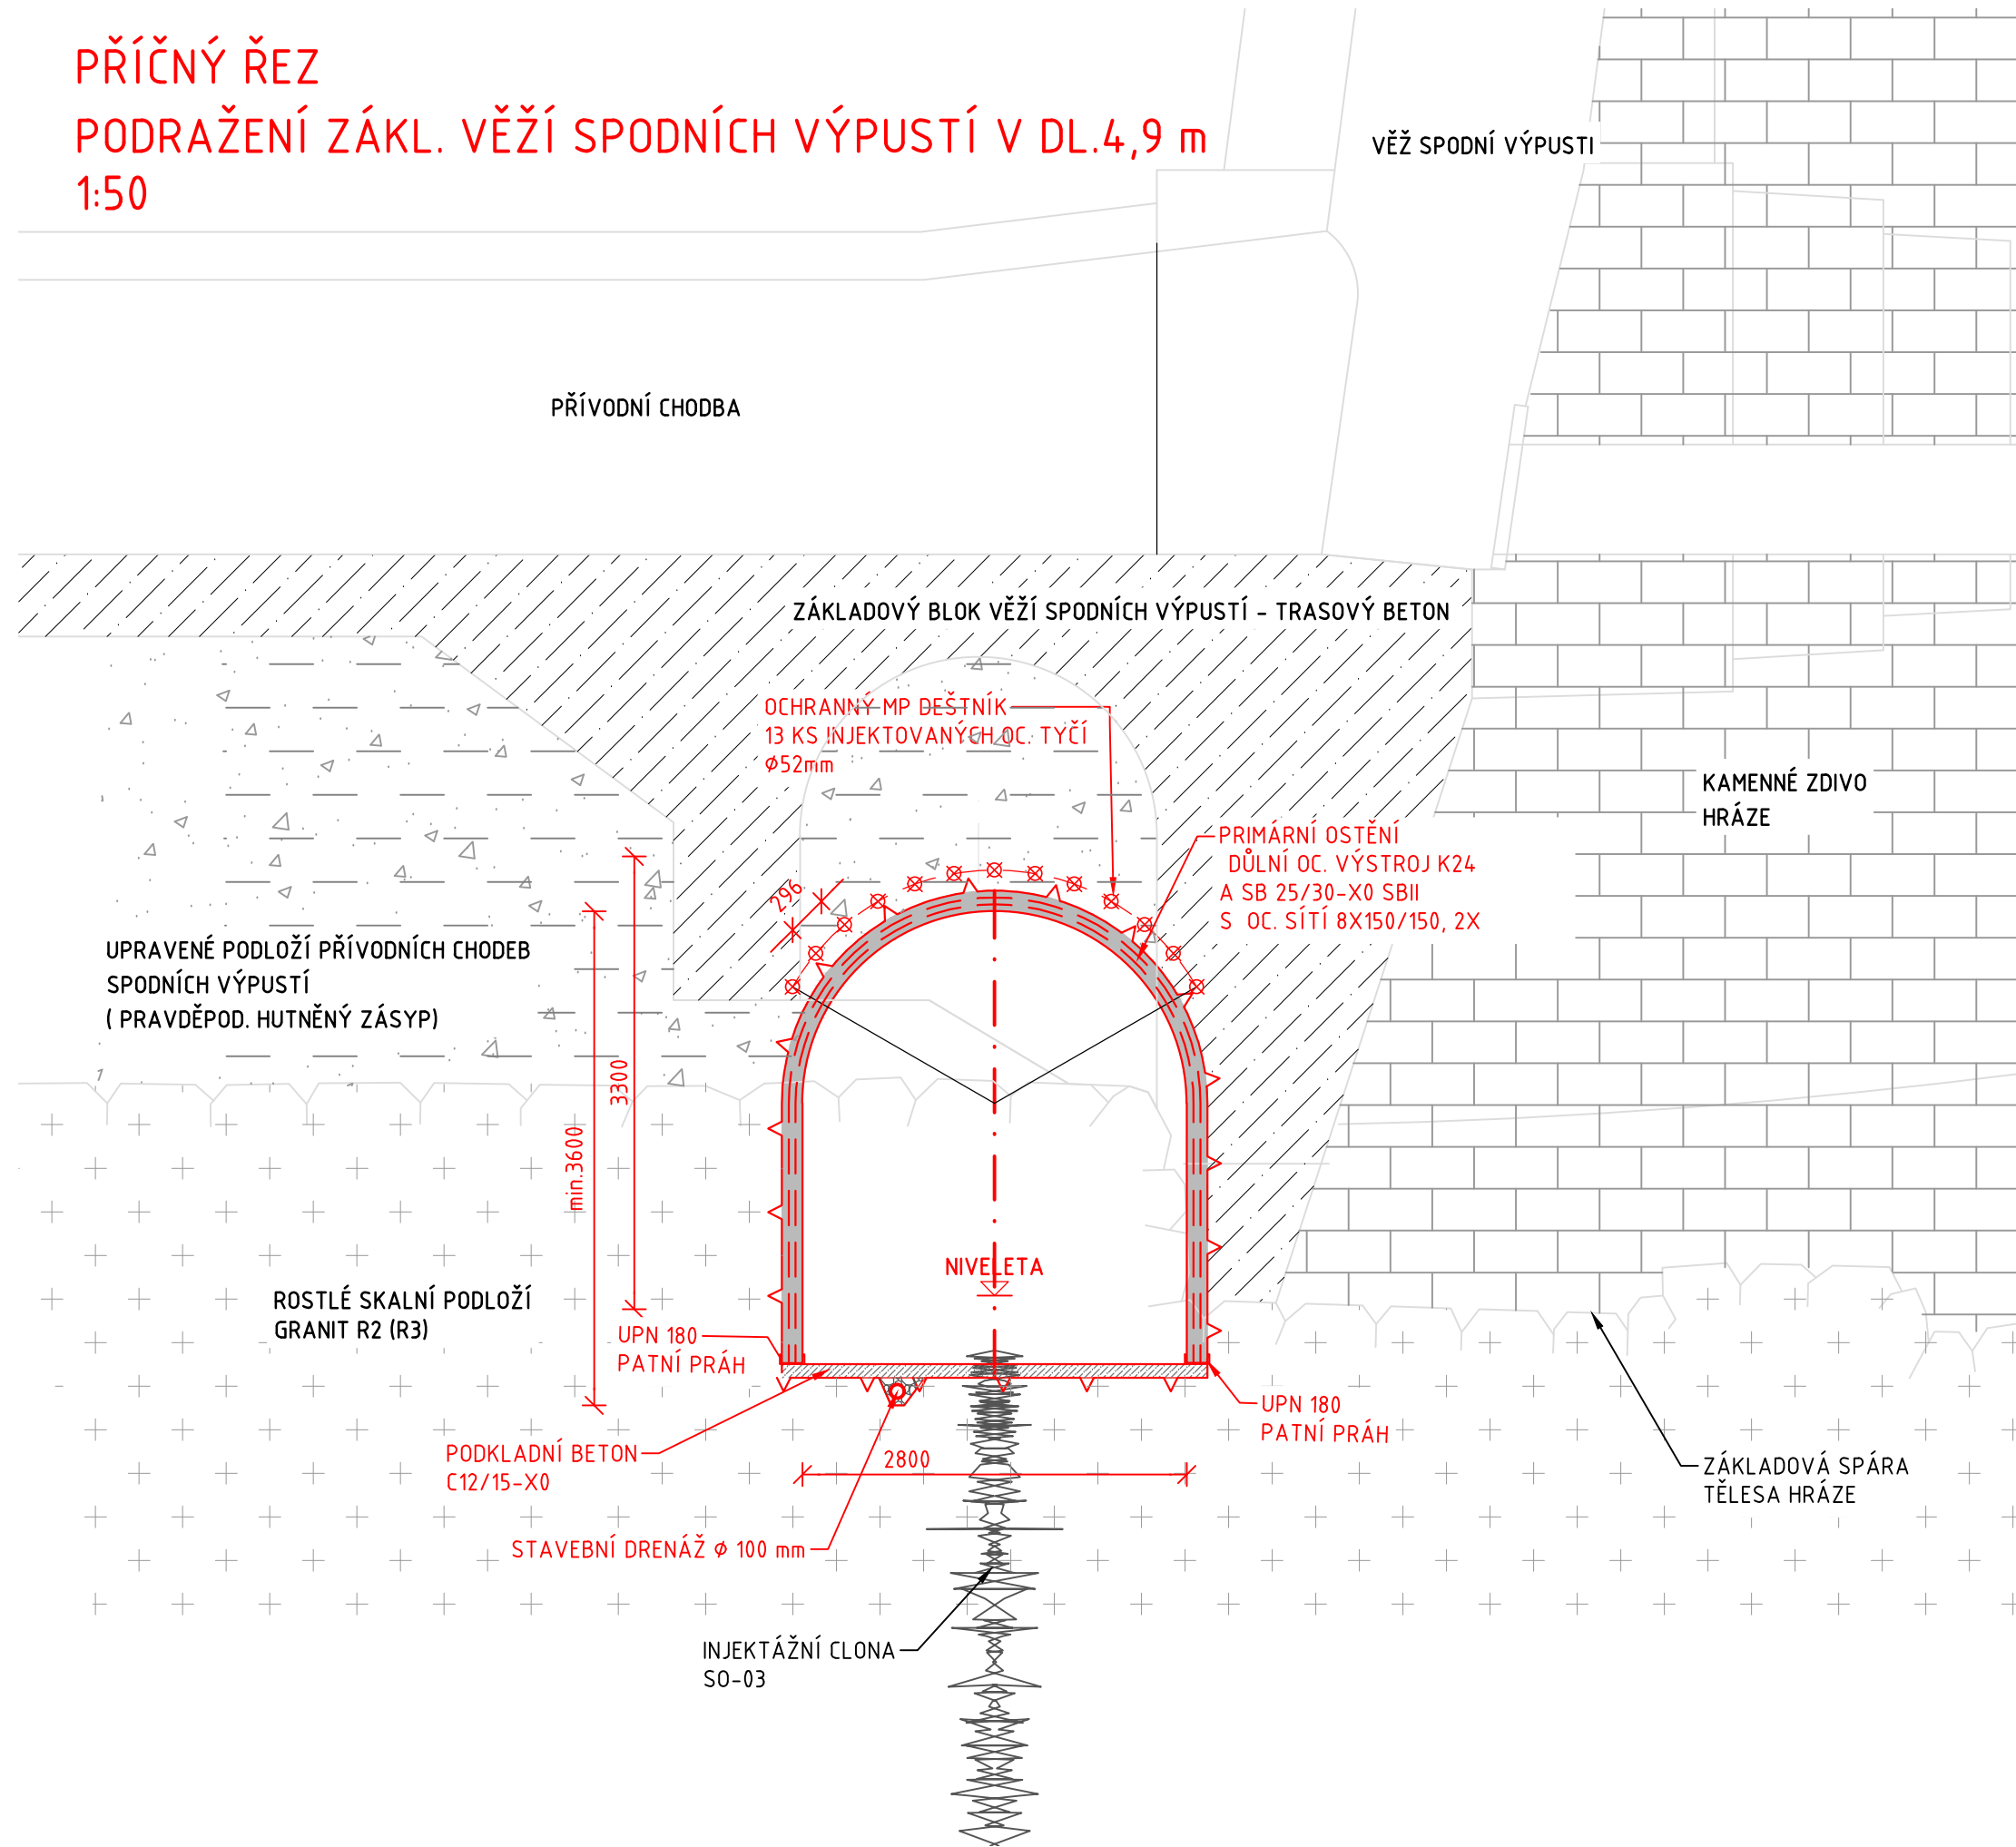 PŘÍČNÝ ŘEZ
PODRAŽENÍ ZÁKL. VĚŽÍ SPODNÍCH VÝPUSTÍ V DL.4,9 m
1:50
VĚŽ SPODNÍ VÝPUSTI
PŘÍVODNÍ CHODBA
ZÁKLADOVÝ BLOK VĚŽÍ SPODNÍCH VÝPUSTÍ - TRASOVÝ BETON
OCHRANNÝ MP DEŠTNÍK
13 KS INJEKTOVANÝCH OC. TYČÍ
Ø52mm
KAMENNÉ ZDIVO
HRÁZE
PRIMÁRNÍ OSTĚNÍ
DŮLNÍ OC. VÝSTROJ K24
A SB 25/30-X0 SBII
S OC. SÍTÍ 8X150/150, 2X
296
UPRAVENÉ PODLOŽÍ PŘÍVODNÍCH CHODEB
SPODNÍCH VÝPUSTÍ
( PRAVDĚPOD. HUTNĚNÝ ZÁSYP)
3300
min.3600
NIVELETA
ROSTLÉ SKALNÍ PODLOŽÍ
GRANIT R2 (R3)
UPN 180
PATNÍ PRÁH
UPN 180
PATNÍ PRÁH
PODKLADNÍ BETON
C12/15-X0
2800
ZÁKLADOVÁ SPÁRA
TĚLESA HRÁZE
STAVEBNÍ DRENÁŽ Ø 100 mm
INJEKTÁŽNÍ CLONA
SO-03